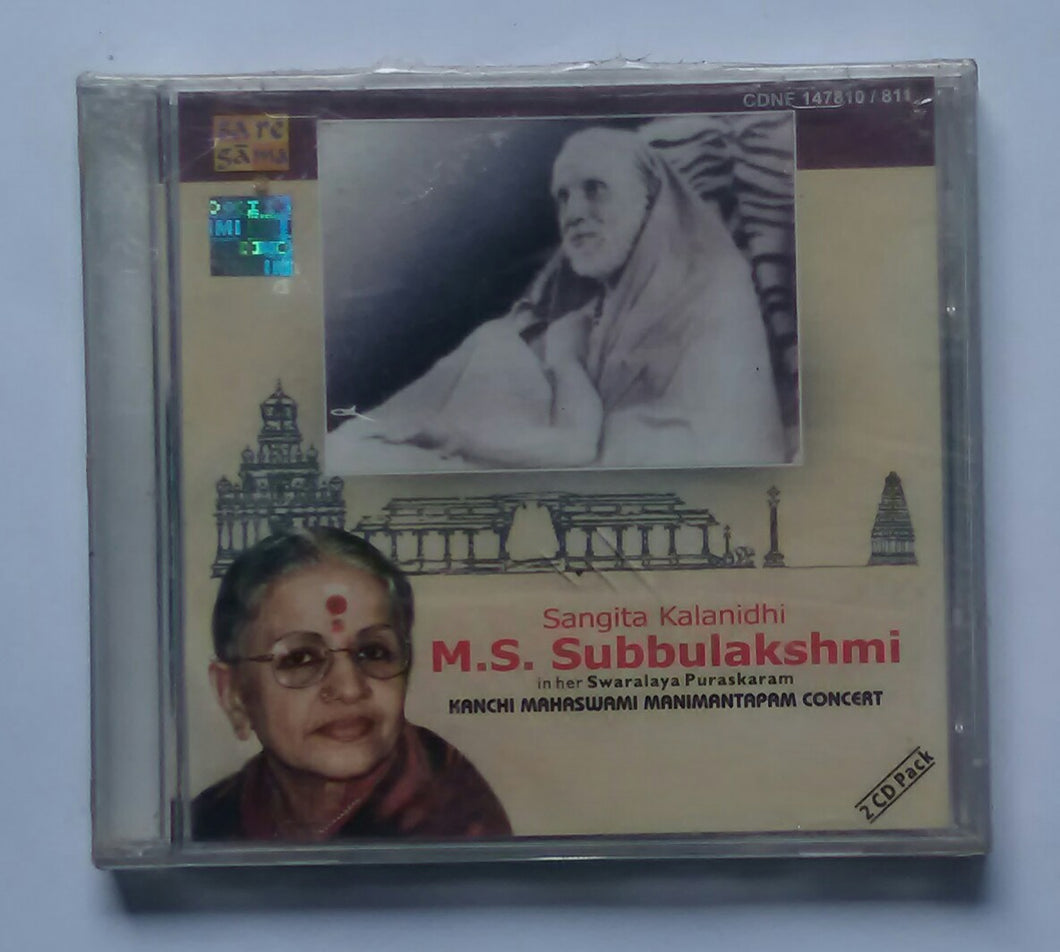 CDNF 147810 / 811
sa re
gā ma
Sangita Kalanidhi
M.S. Subbulakshmi
in her Swaralaya Puraskaram
KANCHI MAHASWAMI MANIMANTAPAM CONCERT
2 CD Pack